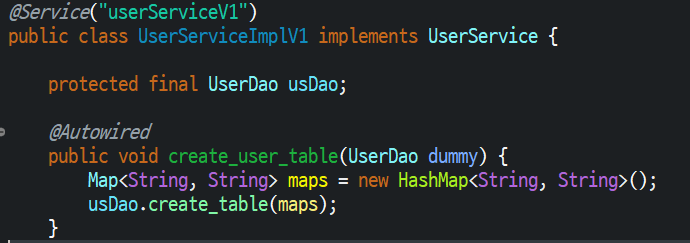 @Service("userServiceV1")
public class UserServiceImplV1 implements UserService {
protected final UserDao usDao;
@Autowired
public void create_user_table(UserDao dummy) {
Map<String, String> maps = new HashMap<String, String>();
usDao.create_table(maps);
}